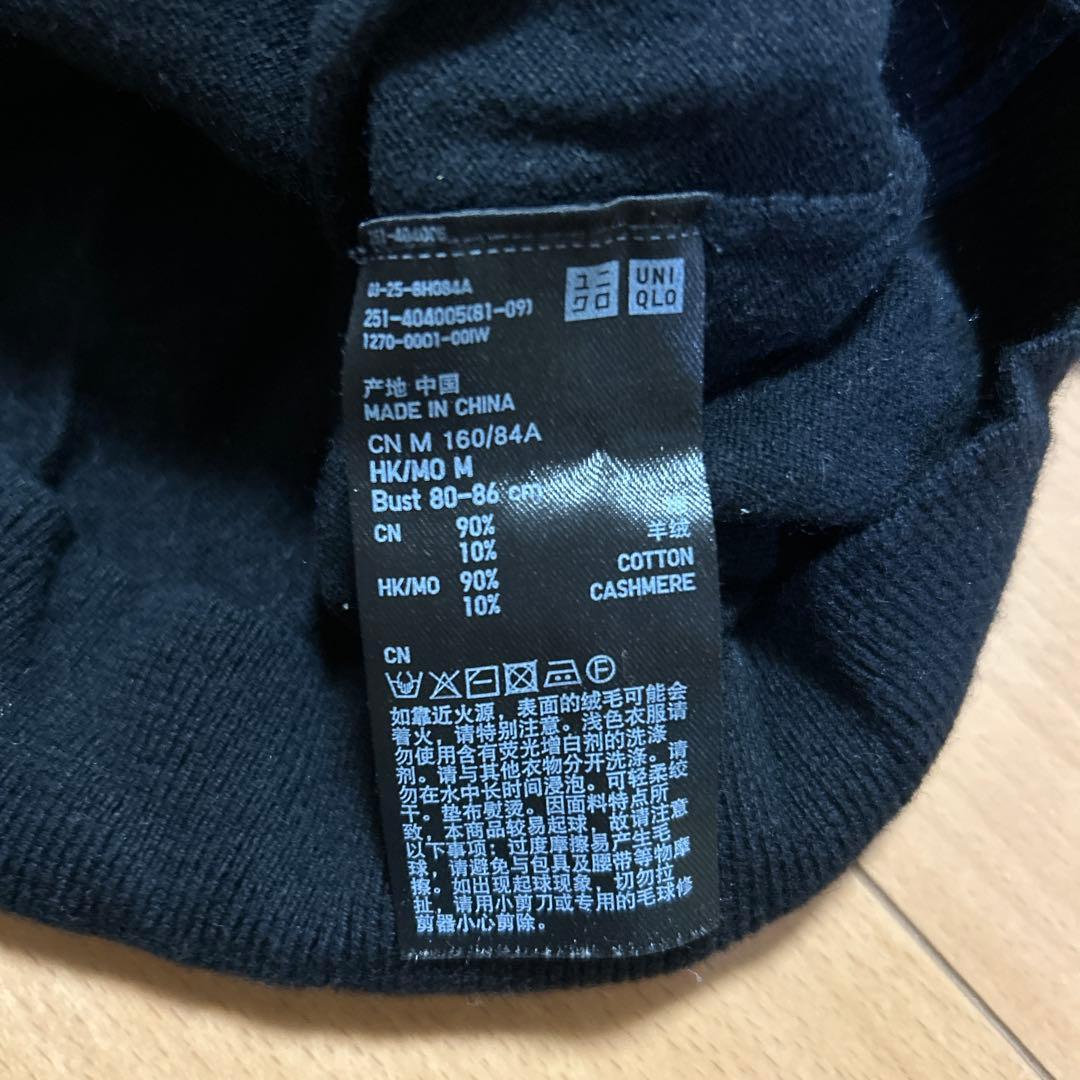 ユニ
クロ
UNI
QLO
251-404005(81-09)
1270-0001-001W
产地 中国
MADE IN CHINA
CN M 160/84A
HK/MO M
Bust 80-86 cm
CN 90%
10% 羊绒
HK/MO 90% COTTON
10% CASHMERE
CN
如靠近火源，表面的绒毛可能会
着火，请特别注意。浅色衣服请
勿使用含有荧光增白剂的洗涤
剂。请与其他衣物分开洗涤。请
勿在水中长时间浸泡。可轻柔绞
干。垫布熨烫。因面料特点所
致，本商品较易起球，故请注意
以下事项：过度摩擦易产生毛
球，请避免与包具及腰带等物摩
擦。如出现起球现象，切勿拉
扯，请用小剪刀或专用的毛球修
剪器小心剪除。